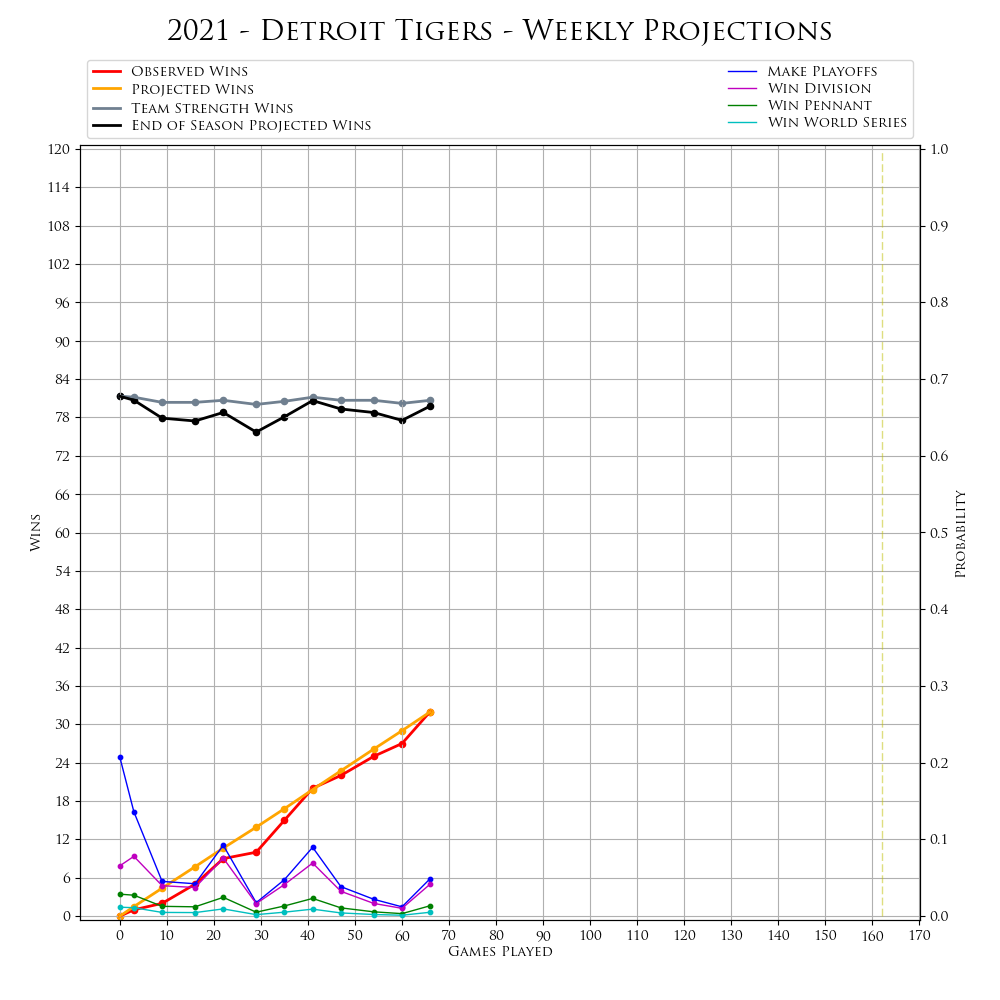 2021 - Detroit Tigers - Weekly Projections
Observed Wins
Projected Wins
Team Strength Wins
End of Season Projected Wins
Make Playoffs
Win Division
Win Pennant
Win World Series
120
114
108
102
96
90
84
78
72
66
60
54
48
42
36
30
24
18
12
6
0
Wins
1.0
0.9
0.8
0.7
0.6
0.5
0.4
0.3
0.2
0.1
0.0
Probability
0 10 20 30 40 50 60 70 80 90 100 110 120 130 140 150 160 170
Games Played